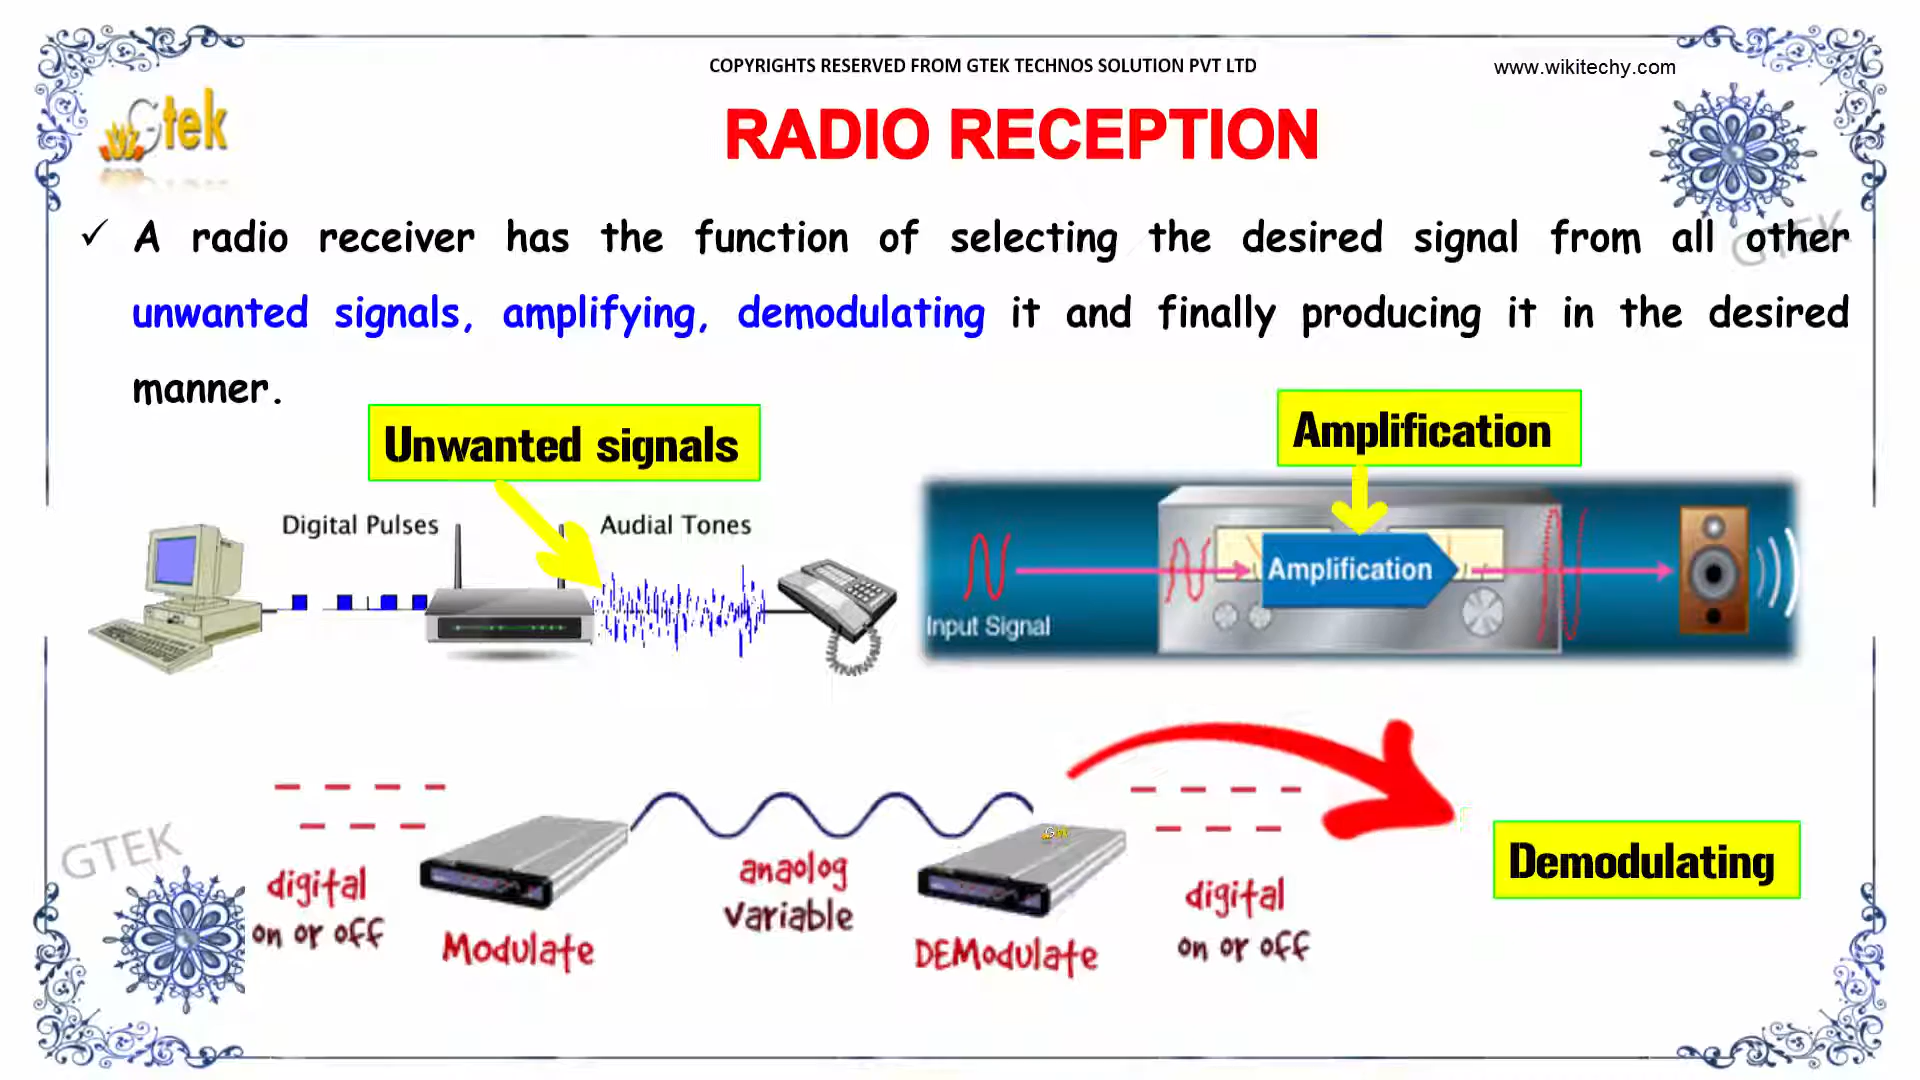 COPYRIGHTS RESERVED FROM GTEK TECHNOS SOLUTION PVT LTD
www.wikitechy.com
Gtek
RADIO RECEPTION
✓ A radio receiver has the function of selecting the desired signal from all other
GTEK
unwanted signals, amplifying, demodulating it and finally producing it in the desired
manner.
Unwanted signals
Amplification
Digital Pulses
Audial Tones
Amplification
Input Signal
GTEK
Demodulating
digital
on or off
Modulate
anaolog
variable
DEModulate
digital
on or off